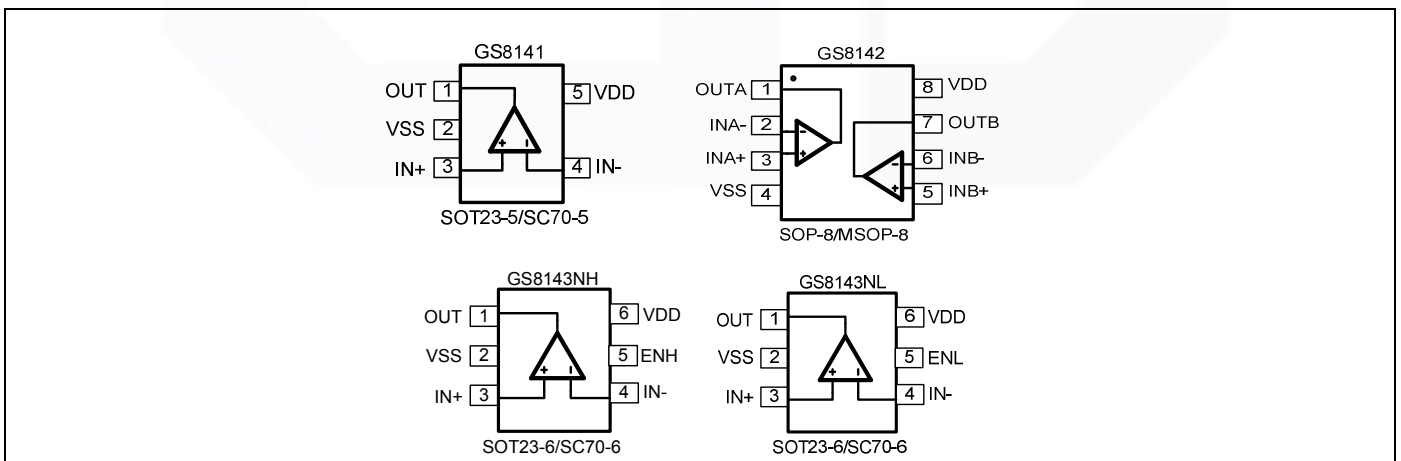 GS8141
OUT 1
5 VDD
VSS 2
IN+ 3
4 IN-
+ -
SOT23-5/SC70-5
GS8142
OUTA 1
8 VDD
INA- 2
7 OUTB
INA+ 3
6 INB-
VSS 4
5 INB+
- +
- +
SOP-8/MSOP-8
GS8143NH
OUT 1
6 VDD
VSS 2
5 ENH
IN+ 3
4 IN-
+ -
SOT23-6/SC70-6
GS8143NL
OUT 1
6 VDD
VSS 2
5 ENL
IN+ 3
4 IN-
+ -
SOT23-6/SC70-6